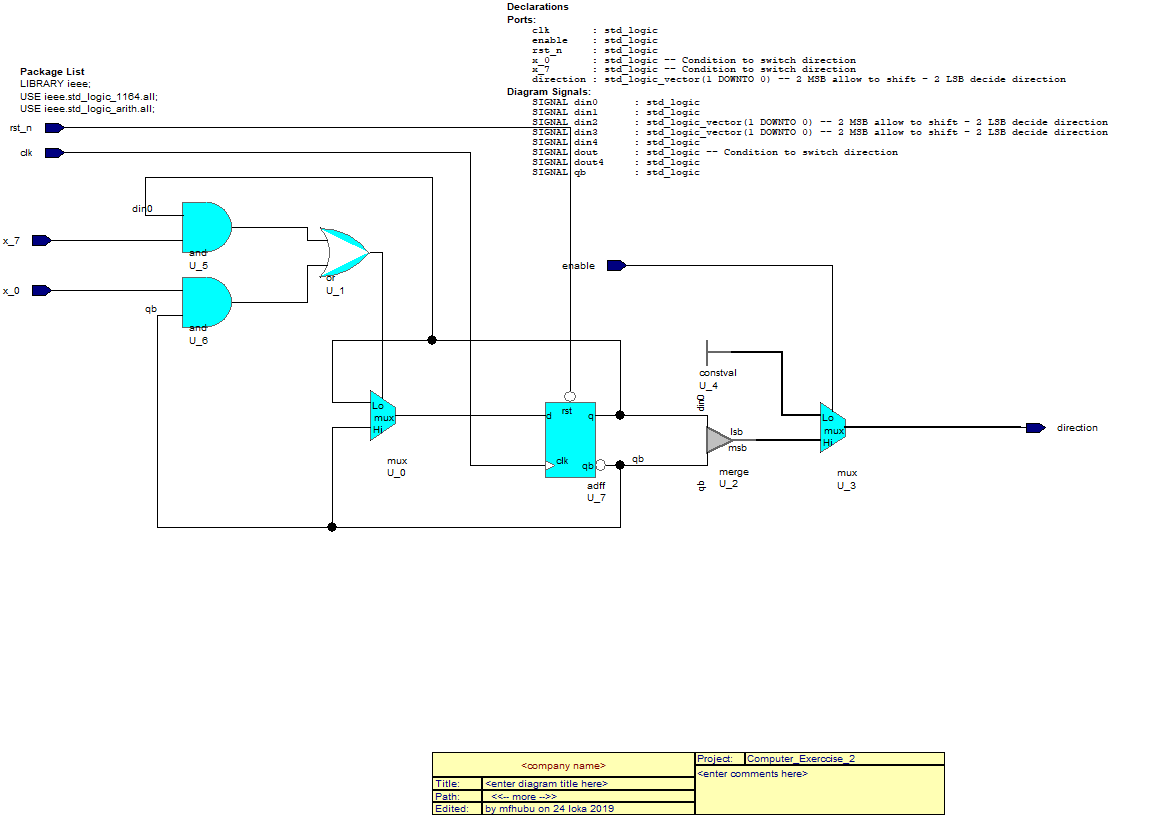 Declarations
Ports:
clk : std_logic
enable : std_logic
rst_n : std_logic
x_0 : std_logic -- Condition to switch direction
x_7 : std_logic -- Condition to switch direction
direction : std_logic_vector(1 DOWNTO 0) -- 2 MSB allow to shift - 2 LSB decide direction
Diagram Signals:
SIGNAL din0 : std_logic
SIGNAL din1 : std_logic
SIGNAL din2 : std_logic_vector(1 DOWNTO 0) -- 2 MSB allow to shift - 2 LSB decide direction
SIGNAL din3 : std_logic_vector(1 DOWNTO 0) -- 2 MSB allow to shift - 2 LSB decide direction
SIGNAL din4 : std_logic
SIGNAL dout : std_logic -- Condition to switch direction
SIGNAL dout4 : std_logic
SIGNAL qb : std_logic
Package List
LIBRARY ieee;
USE ieee.std_logic_1164.all;
USE ieee.std_logic_arith.all;
rst_n
clk
din0
x_7
and
U_5
x_0
qb
and
U_6
or
U_1
enable
constval
U_4
din0
Lo
mux
Hi
mux
U_0
d
rst
q
clk
qb
adff
U_7
qb
lsb
msb
merge
U_2
qb
Lo
mux
Hi
mux
U_3
direction
<company name>
Title: <enter diagram title here>
Path: <<-- more -->>
Edited: by mfhubu on 24 loka 2019
Project: Computer_Exercoise_2
<enter comments here>